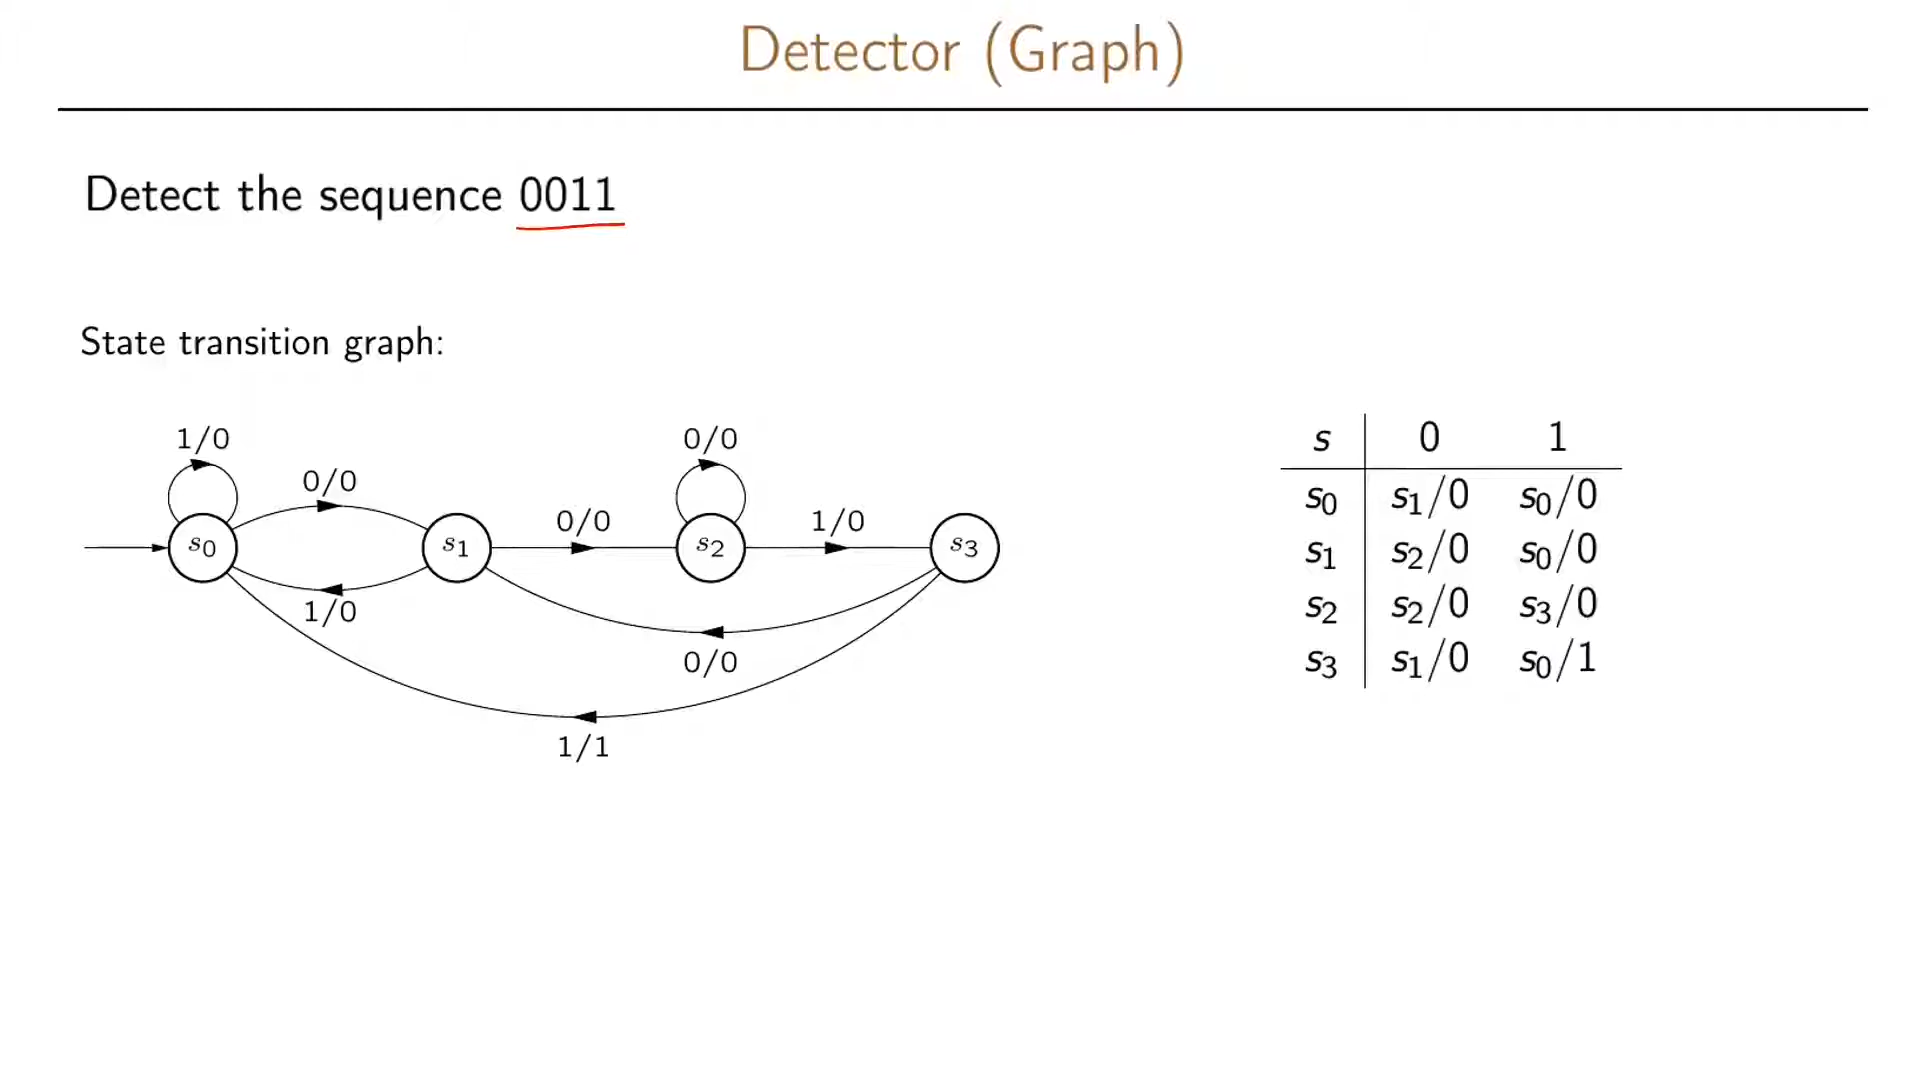 Detector (Graph)
Detect the sequence 0011
State transition graph:
1/0
0/0
0/0
0/0
1/0
s0
s1
s2
s3
1/0
0/0
1/1
s 0 1
s0 s1/0 s0/0
s1 s2/0 s0/0
s2 s2/0 s3/0
s3 s1/0 s0/1